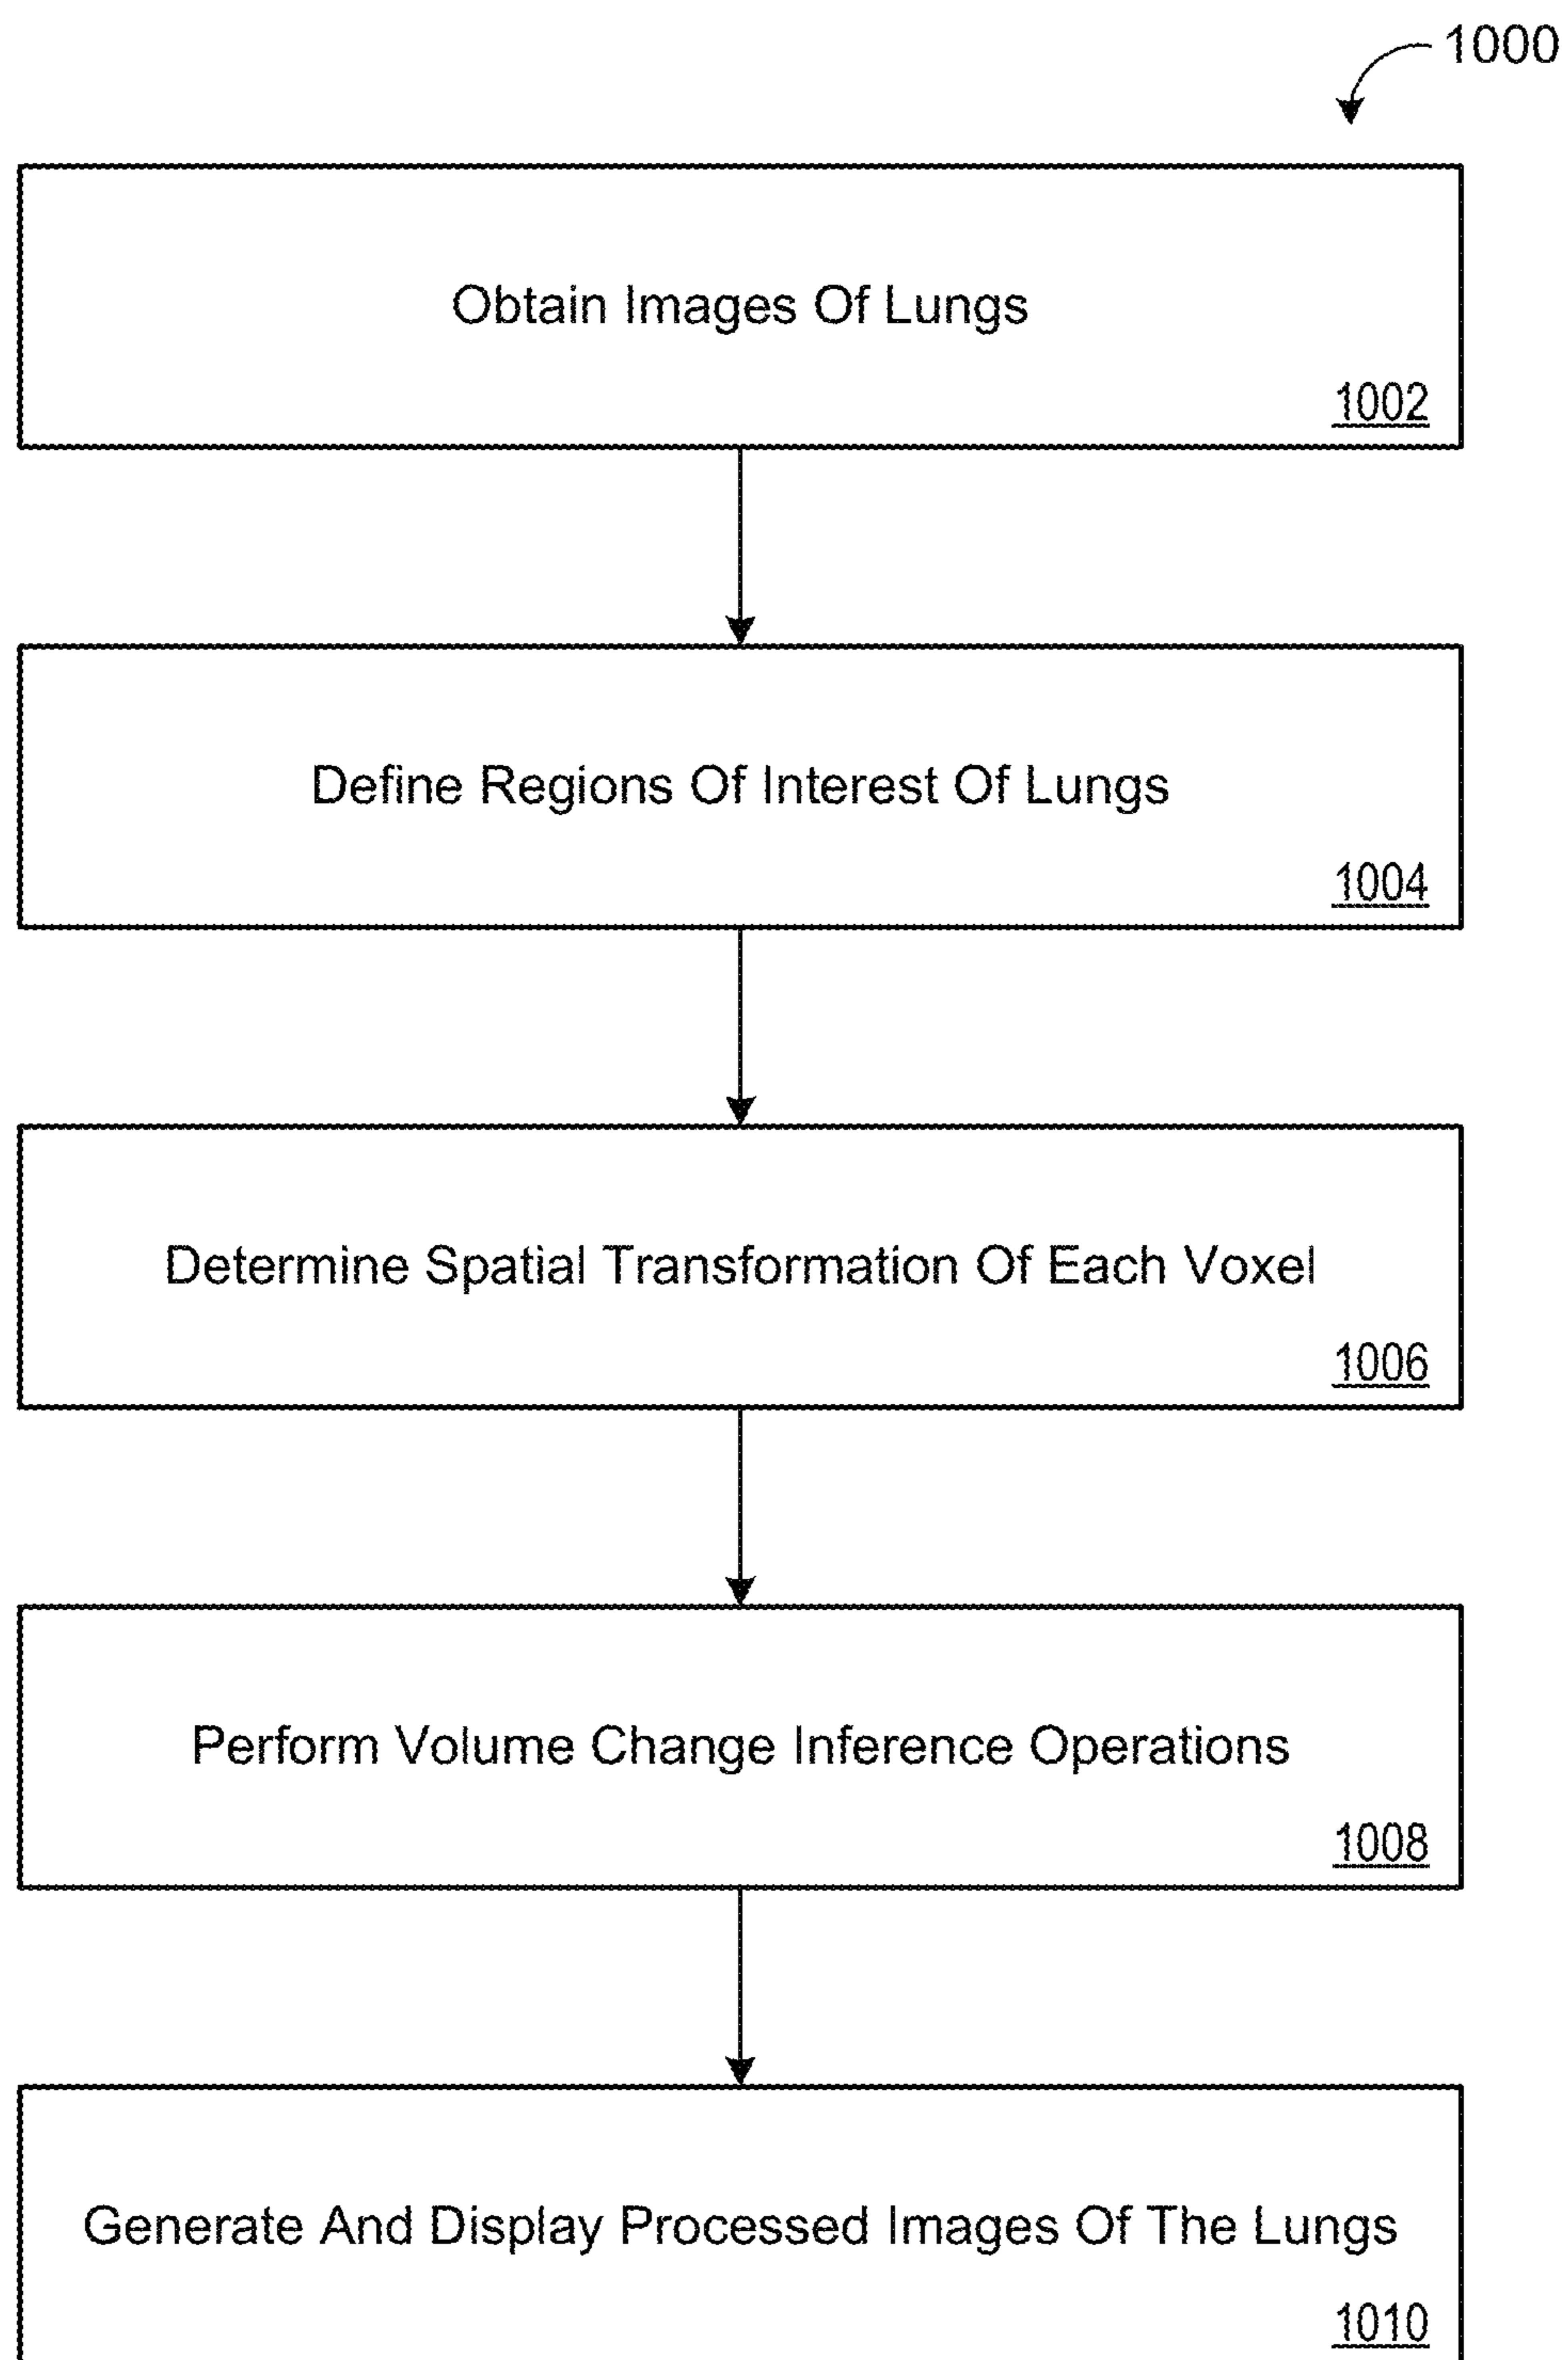 1000
Obtain Images Of Lungs
1002
Define Regions Of Interest Of Lungs
1004
Determine Spatial Transformation Of Each Voxel
1006
Perform Volume Change Inference Operations
1008
Generate And Display Processed Images Of The Lungs
1010